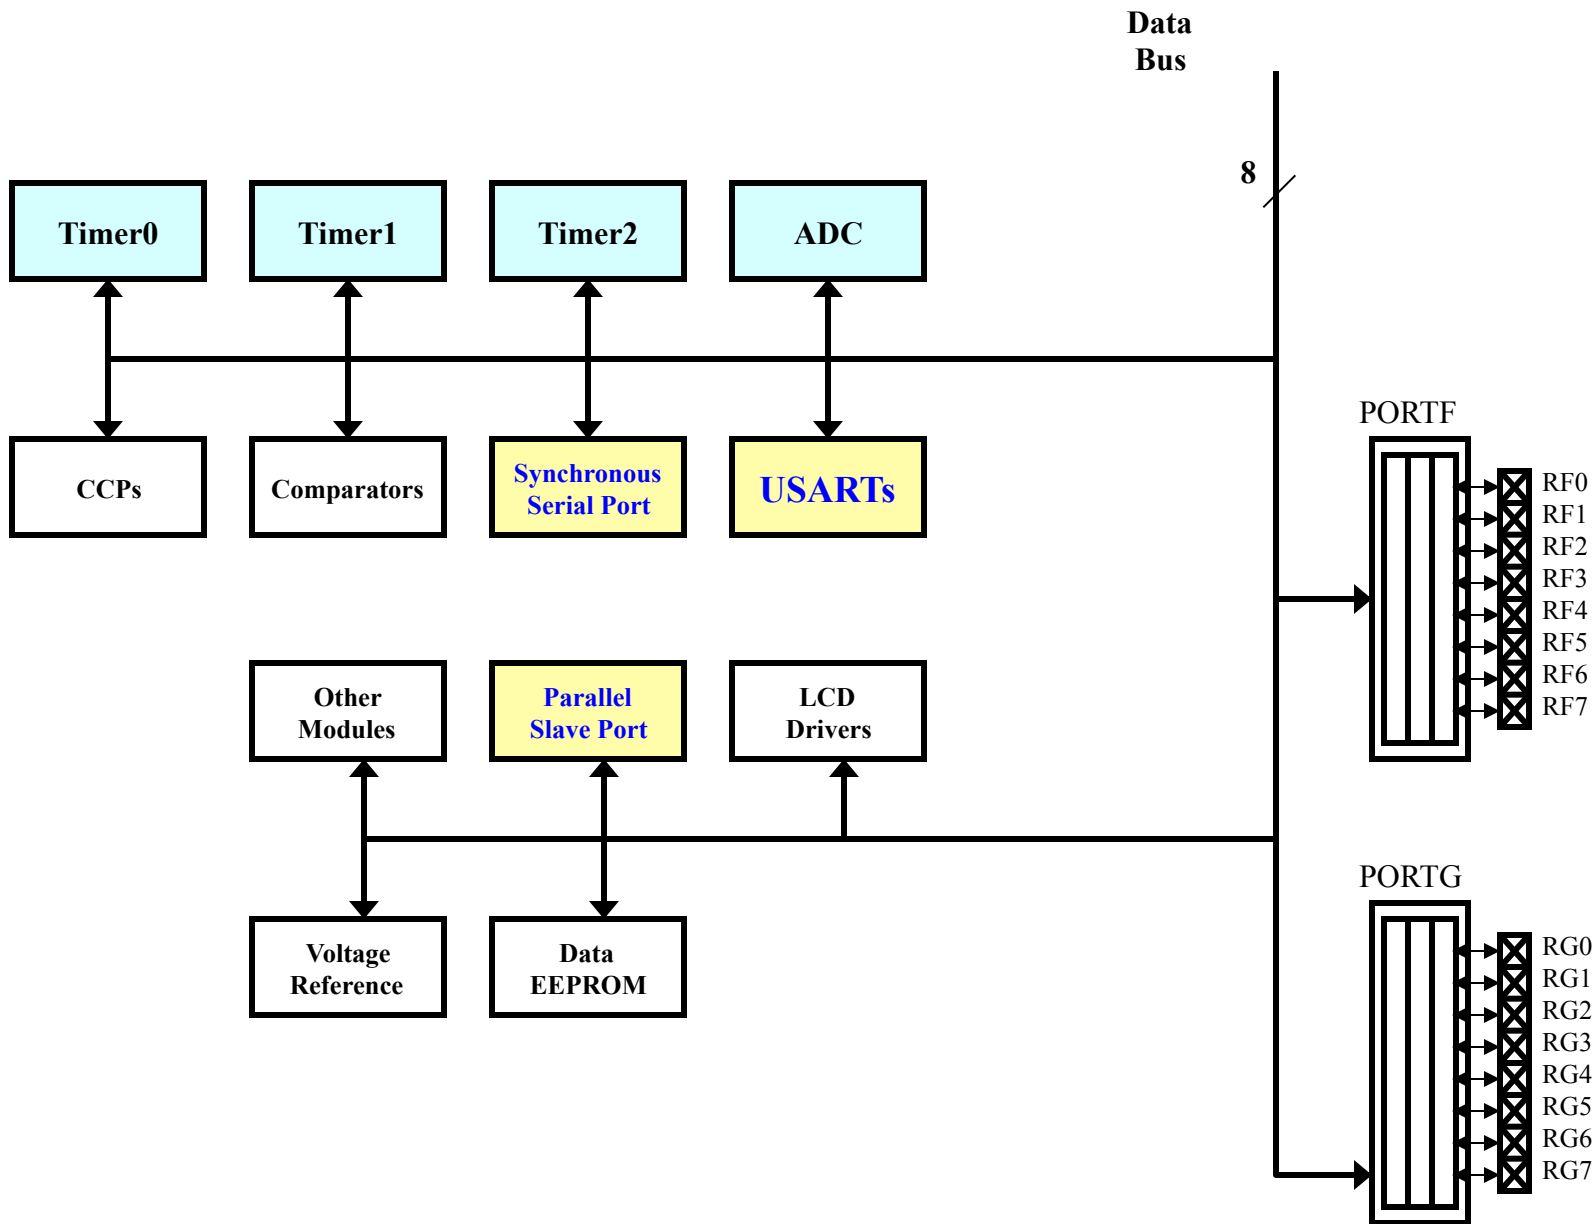 Data
Bus
8
Timer0
Timer1
Timer2
ADC
CCPs
Comparators
Synchronous
Serial Port
USARTs
PORTF
RF0
RF1
RF2
RF3
RF4
RF5
RF6
RF7
Other
Modules
Parallel
Slave Port
LCD
Drivers
Voltage
Reference
Data
EEPROM
PORTG
RG0
RG1
RG2
RG3
RG4
RG5
RG6
RG7